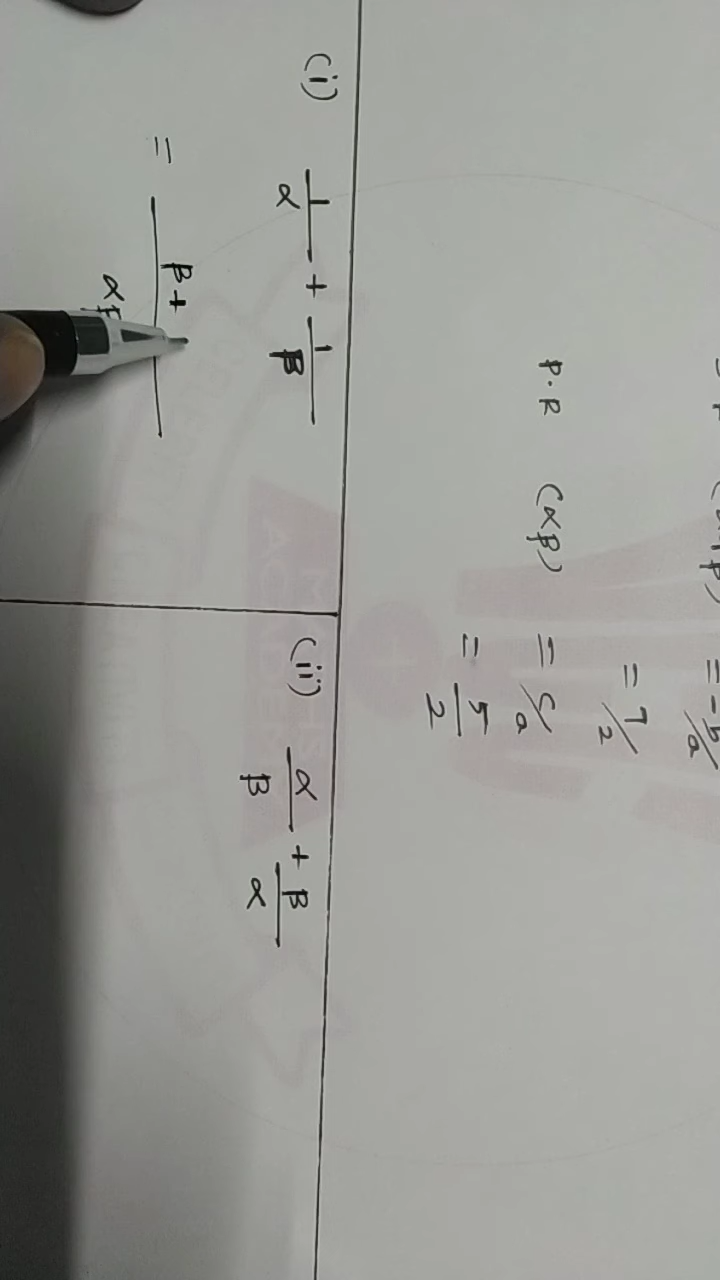 = -b/a
= 7/2
P.R (αβ) = c/a
= 5/2
(i) 1/α + 1/β
= β+ / α
(ii) α/β + β/α